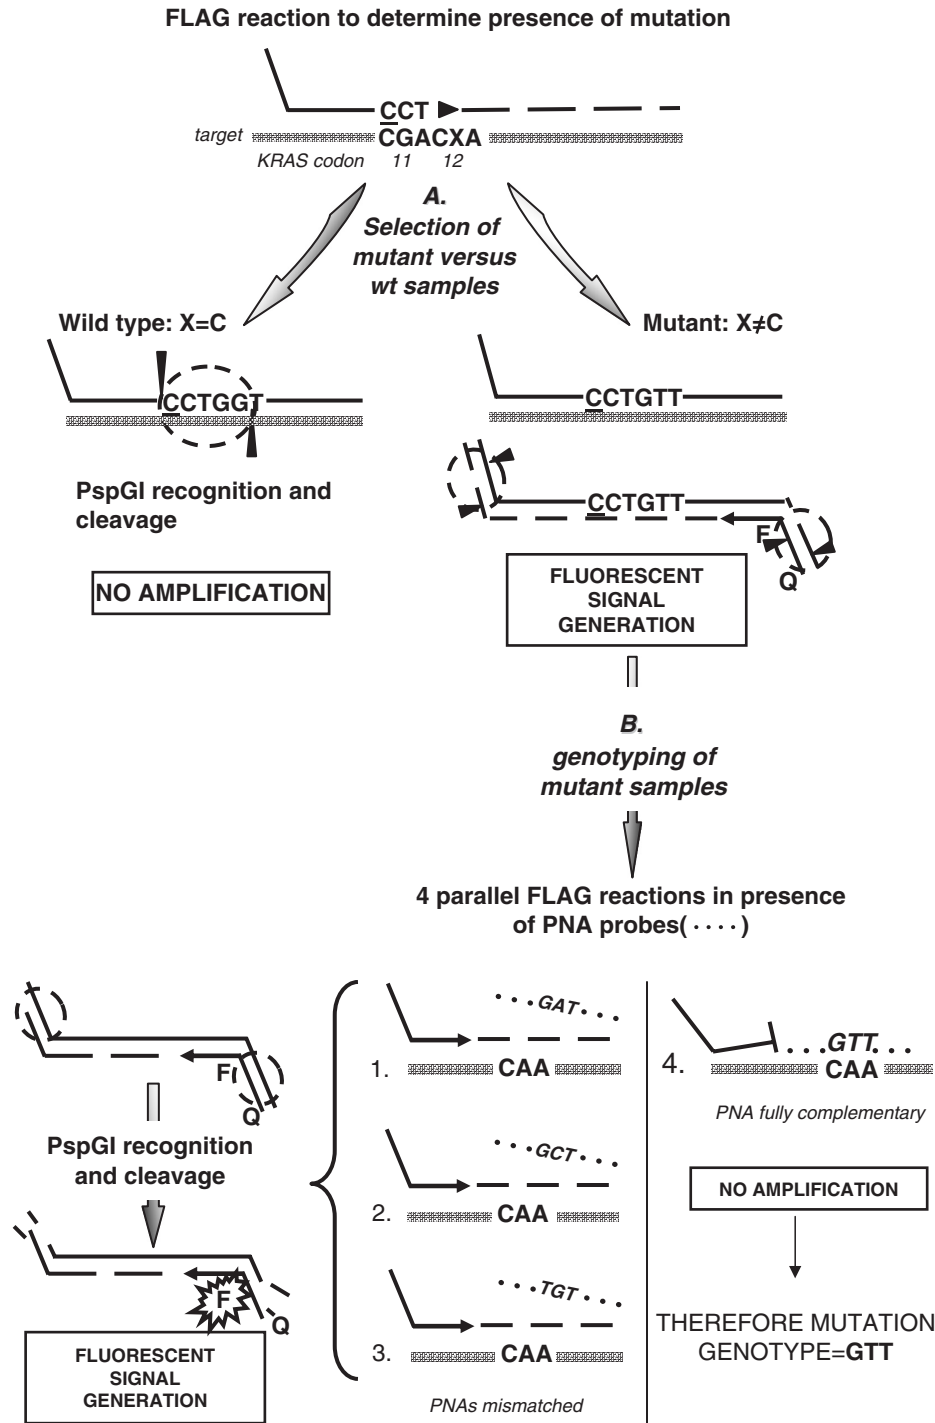 FLAG reaction to determine presence of mutation
CCT
target
CGACXA
KRAS codon 11 12
A.
Selection of
mutant versus
wt samples
Wild type: X=C
Mutant: X≠C
CCTGGT
CCTGTT
PspGI recognition and
cleavage
NO AMPLIFICATION
CCTGTT
F
Q
FLUORESCENT
SIGNAL
GENERATION
B.
genotyping of
mutant samples
4 parallel FLAG reactions in presence
of PNA probes(····)
F
Q
PspGI recognition
and cleavage
F
Q
FLUORESCENT
SIGNAL
GENERATION
GAT
1.
CAA
GCT
2.
CAA
TGT
3.
CAA
PNAs mismatched
GTT
4.
CAA
PNA fully complementary
NO AMPLIFICATION
THEREFORE MUTATION
GENOTYPE=GTT